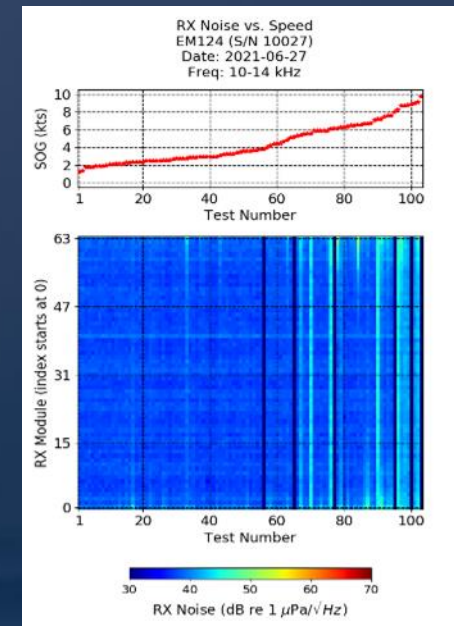 RX Noise vs. Speed
EM124 (S/N 10027)
Date: 2021-06-27
Freq: 10-14 kHz
SOG (kts)
10
8
6
4
2
0
1 20 40 60 80 100
Test Number
RX Module (index starts at 0)
63
47
31
15
0
1 20 40 60 80 100
Test Number
30 40 50 60 70
RX Noise (dB re 1 μPa/√Hz)